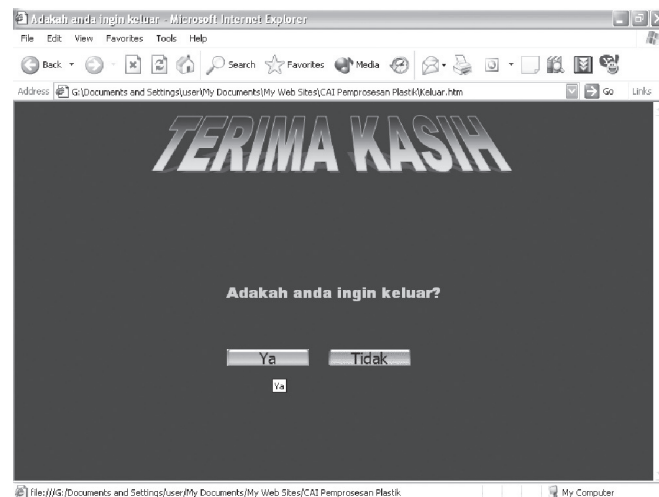 Adakah anda ingin keluar - Microsoft Internet Explorer
File Edit View Favorites Tools Help
Back Search Favorites Media
Address G:\Documents and Settings\user\My Documents\My Web Sites\CAI Pemprosesan Plastik\Keluar.htm Go Links
TERIMA KASIH
Adakah anda ingin keluar?
Ya Tidak
Ya
file:///G:/Documents and Settings/user/My Documents/My Web Sites/CAI Pemprosesan Plastik My Computer